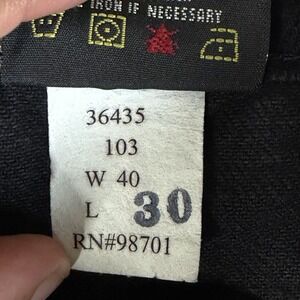 IRON IF NECESSARY
36435
103
W 40
L 30
RN#98701